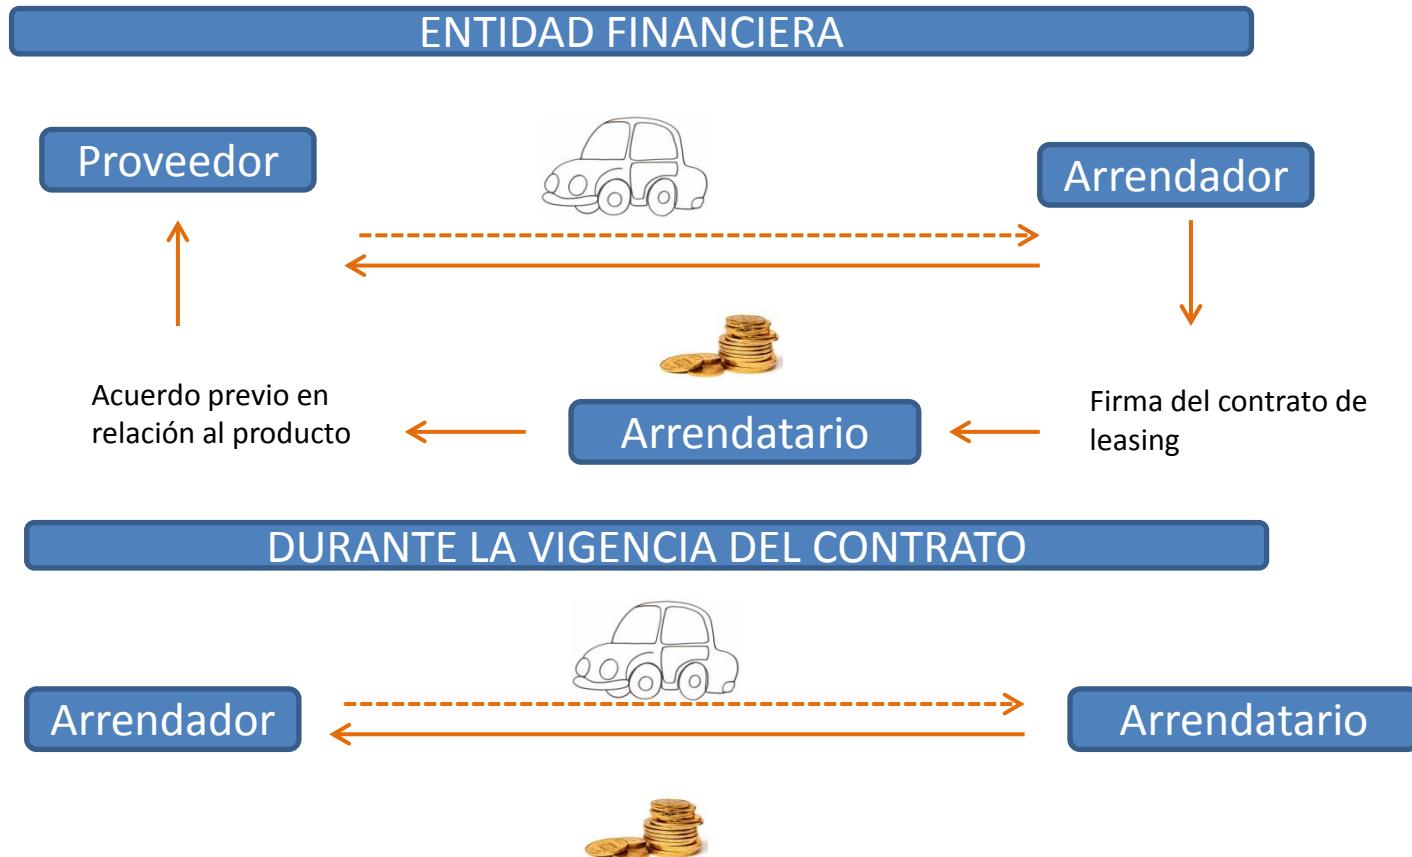 ENTIDAD FINANCIERA
Proveedor
Arrendador
Acuerdo previo en
relación al producto
Arrendatario
Firma del contrato de
leasing
DURANTE LA VIGENCIA DEL CONTRATO
Arrendador
Arrendatario